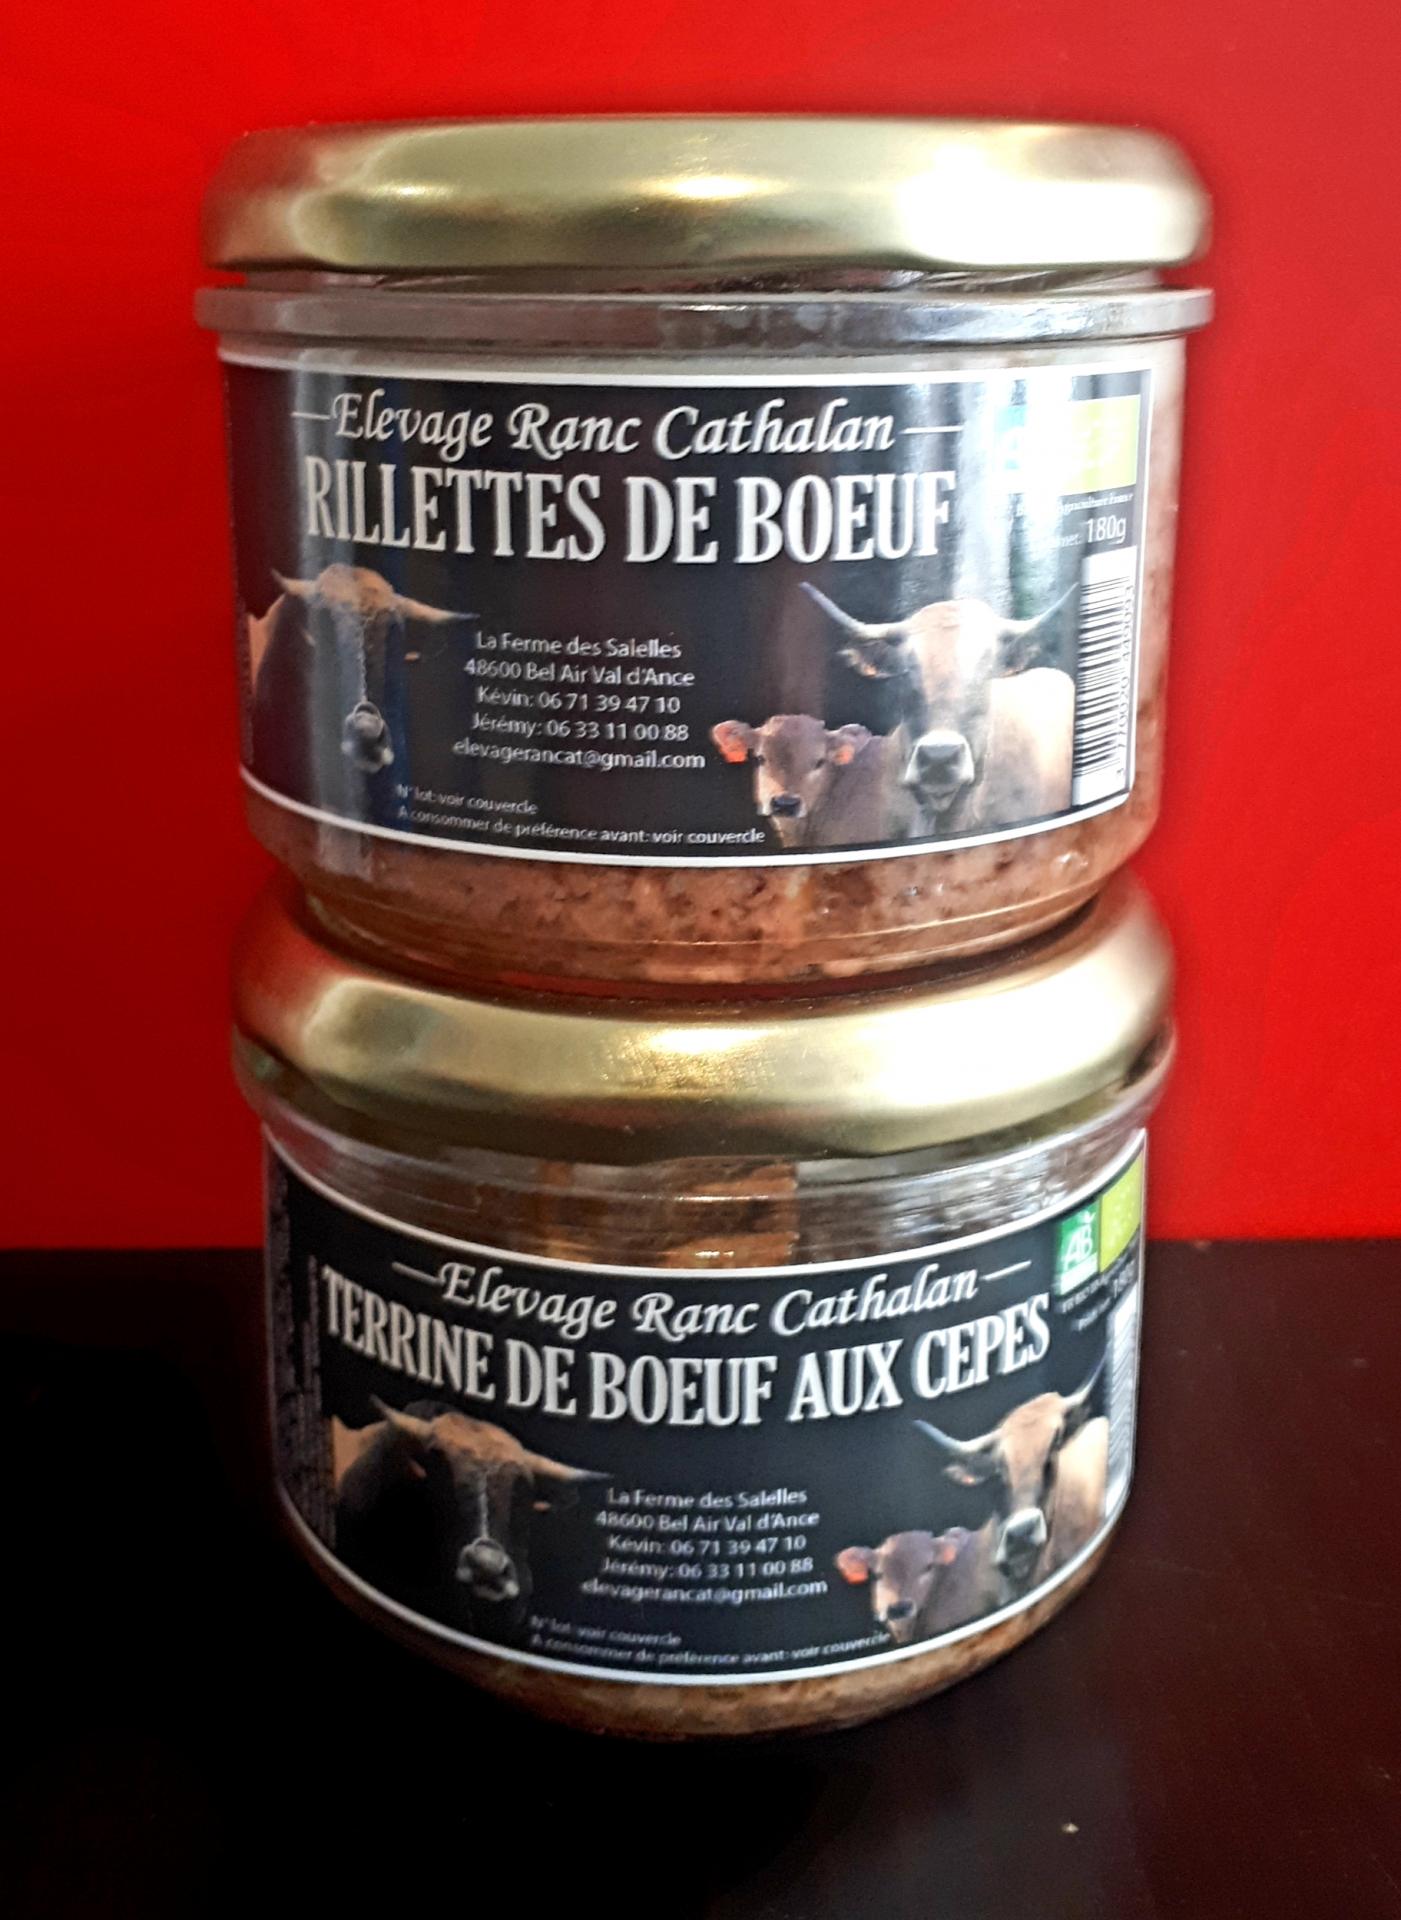 Elevage Ranc Cathalan
RILLETTES DE BOEUF
180g
La Ferme des Salelles
48600 Bel Air Val d'Ance
Kévin: 06 71 39 47 10
Jérémy: 06 33 11 00 88
elevagerancat@gmail.com
N° lot: voir couvercle
A consommer de préférence avant: voir couvercle
Elevage Ranc Cathalan
TERRINE DE BOEUF AUX CEPES
AB
180g
La Ferme des Salelles
48600 Bel Air Val d'Ance
Kévin: 06 71 39 47 10
Jérémy: 06 33 11 00 88
elevagerancat@gmail.com
N° lot: voir couvercle
A consommer de préférence avant: voir couvercle